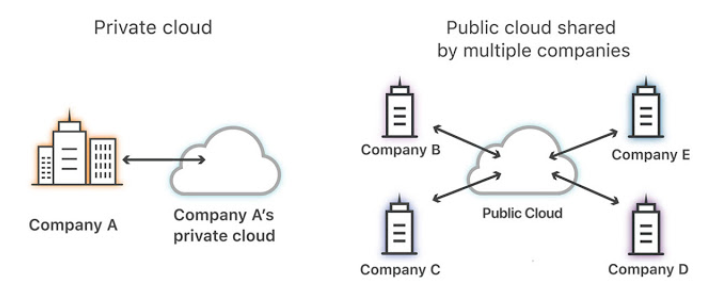 Private cloud
Company A
Company A's
private cloud
Public cloud shared
by multiple companies
Company B
Company E
Public Cloud
Company C
Company D